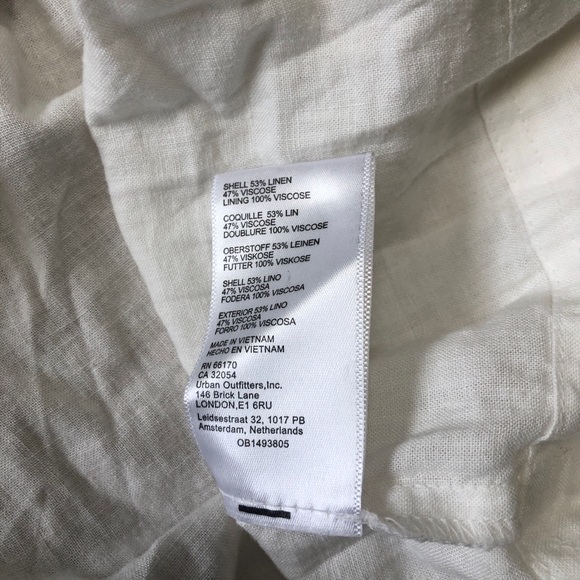 SHELL 53% LINEN
47% VISCOSE
LINING 100% VISCOSE
COQUILLE 53% LIN
47% VISCOSE
DOUBLURE 100% VISCOSE
OBERSTOFF 53% LEINEN
47% VISKOSE
FUTTER 100% VISKOSE
SHELL 53% LINO
47% VISCOSA
FODERA 100% VISCOSA
EXTERIOR 53% LINO
47% VISCOSA
FORRO 100% VISCOSA
MADE IN VIETNAM
HECHO EN VIETNAM
RN 66170
CA 32054
Urban Outfitters,Inc.
146 Brick Lane
LONDON,E1 6RU
Leidsestraat 32, 1017 PB
Amsterdam, Netherlands
OB1493805